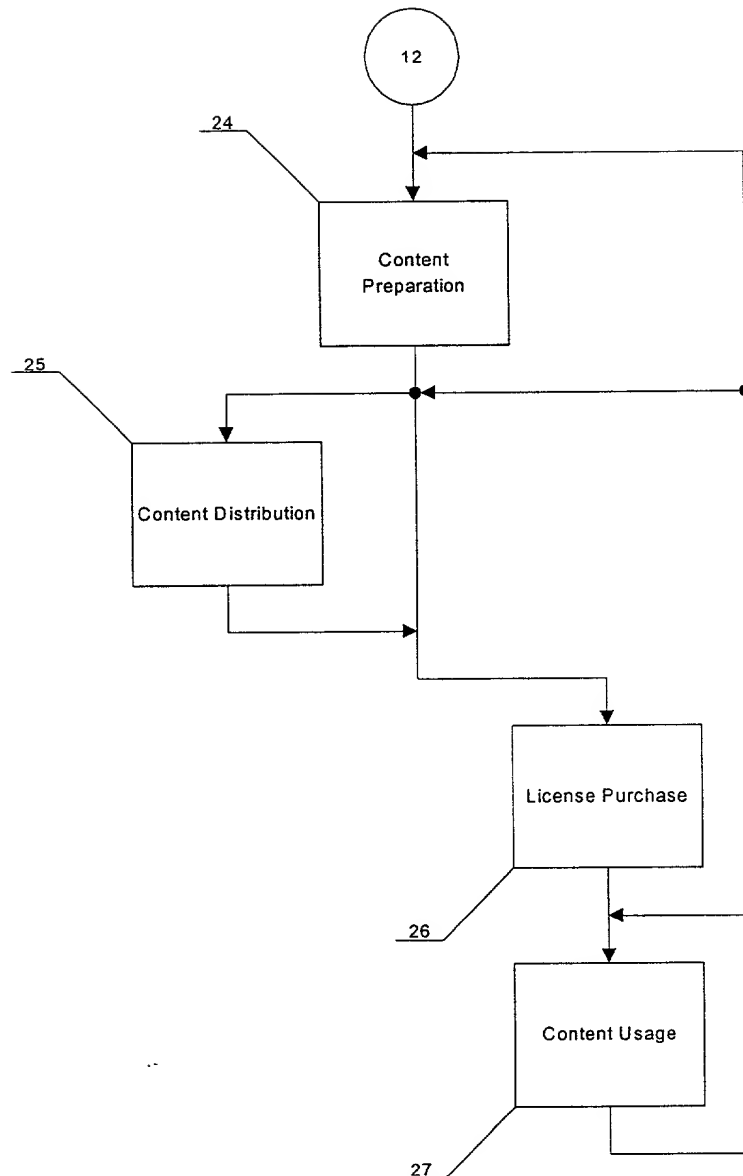 12
24
Content
Preparation
25
Content Distribution
License Purchase
26
Content Usage
27